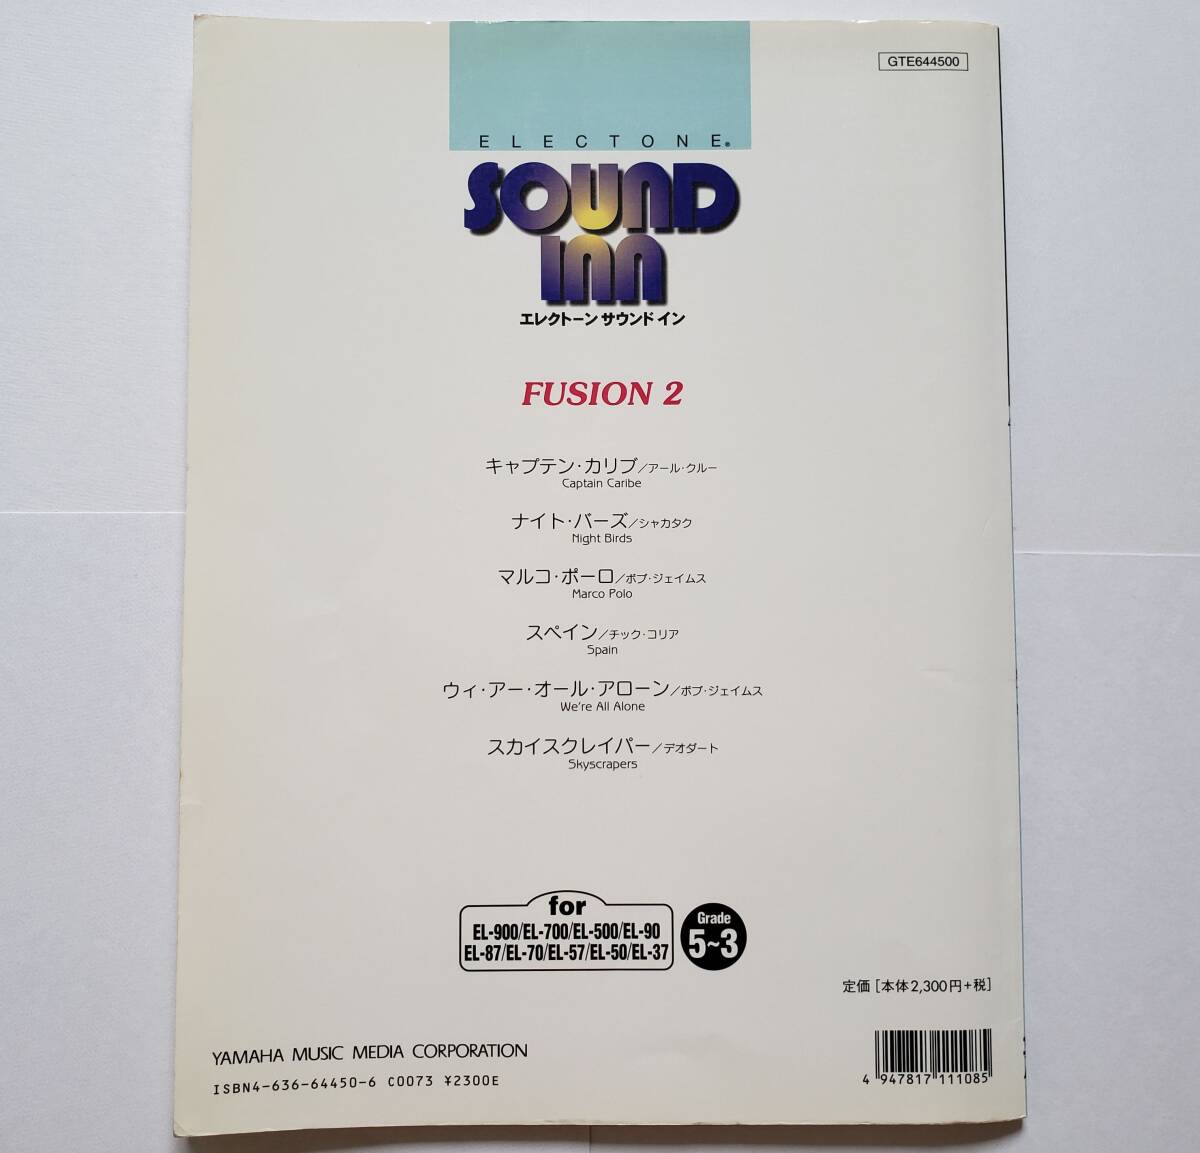 GTE644500
ELECTONE®
SOUND
INN
エレクトーン サウンド イン
FUSION 2
キャプテン・カリブ／アール・クルー
Captain Caribe
ナイト・バーズ／シャカタク
Night Birds
マルコ・ポーロ／ボブ・ジェイムス
Marco Polo
スペイン／チック・コリア
Spain
ウィ・アー・オール・アローン／ボブ・ジェイムス
We're All Alone
スカイスクレイパー／デオダート
Skyscrapers
for
EL-900/EL-700/EL-500/EL-90
EL-87/EL-70/EL-57/EL-50/EL-37
Grade
5~3
定価 [本体2,300円+税]
YAMAHA MUSIC MEDIA CORPORATION
ISBN4-636-64450-6 C0073 ¥2300E
4 947817 111085